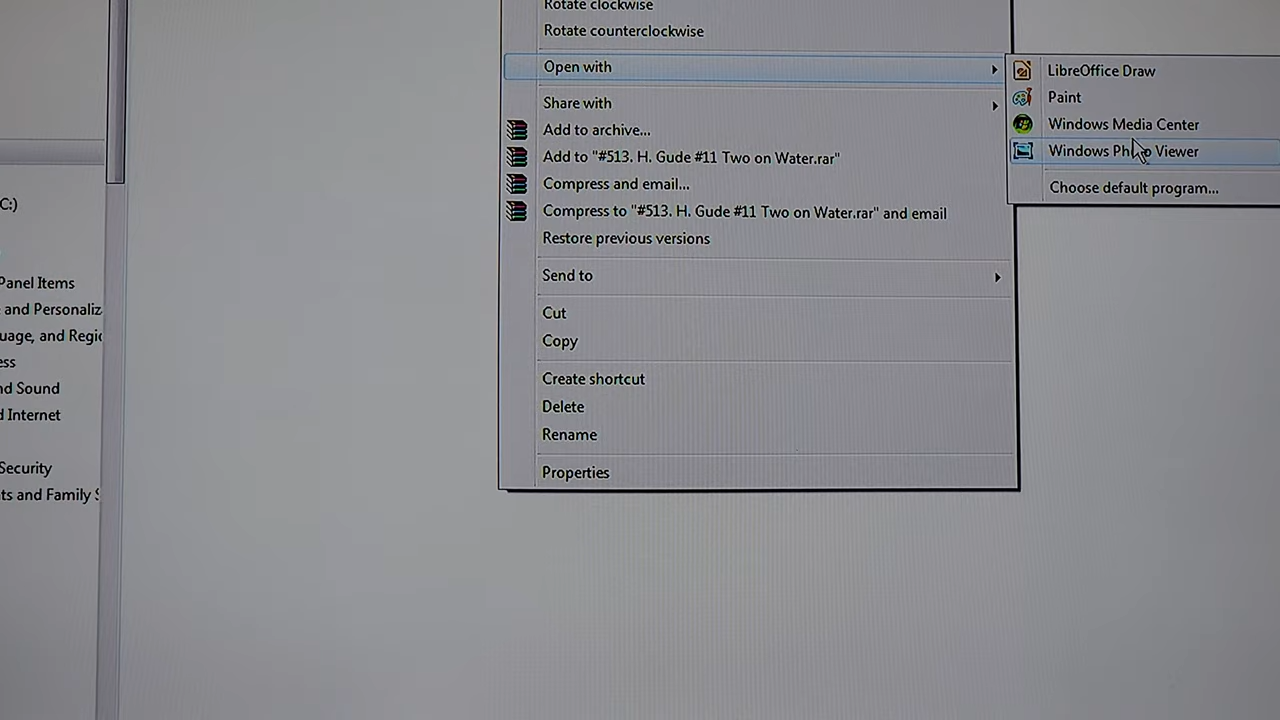 Rotate clockwise
Rotate counterclockwise
Open with
Share with
Add to archive...
Add to "#513. H. Gude #11 Two on Water.rar"
Compress and email...
Compress to "#513. H. Gude #11 Two on Water.rar" and email
Restore previous versions
Send to
Cut
Copy
Create shortcut
Delete
Rename
Properties
LibreOffice Draw
Paint
Windows Media Center
Windows Photo Viewer
Choose default program...
C:)
Panel Items
and Personaliz
uage, and Regio
ess
nd Sound
d Internet
Security
ts and Family S